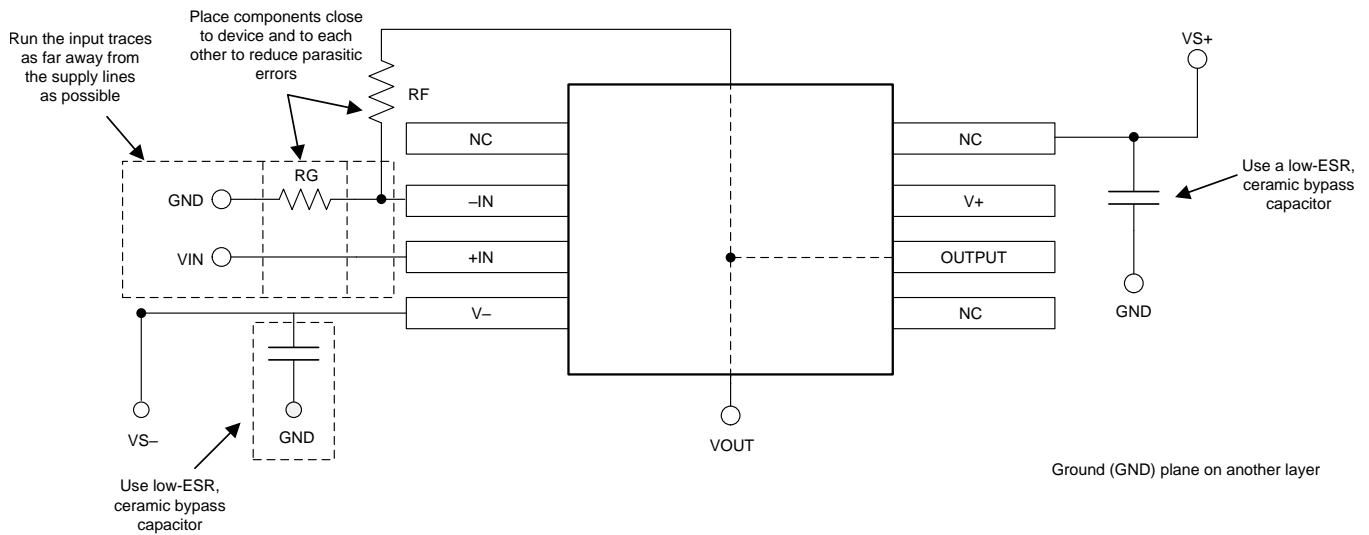 Place components close
to device and to each
other to reduce parasitic
errors
Run the input traces
as far away from
the supply lines
as possible
VS+
RF
NC
NC
Use a low-ESR,
ceramic bypass
capacitor
RG
GND
–IN
V+
VIN
+IN
OUTPUT
GND
V–
NC
VS–
GND
VOUT
Ground (GND) plane on another layer
Use low-ESR,
ceramic bypass
capacitor